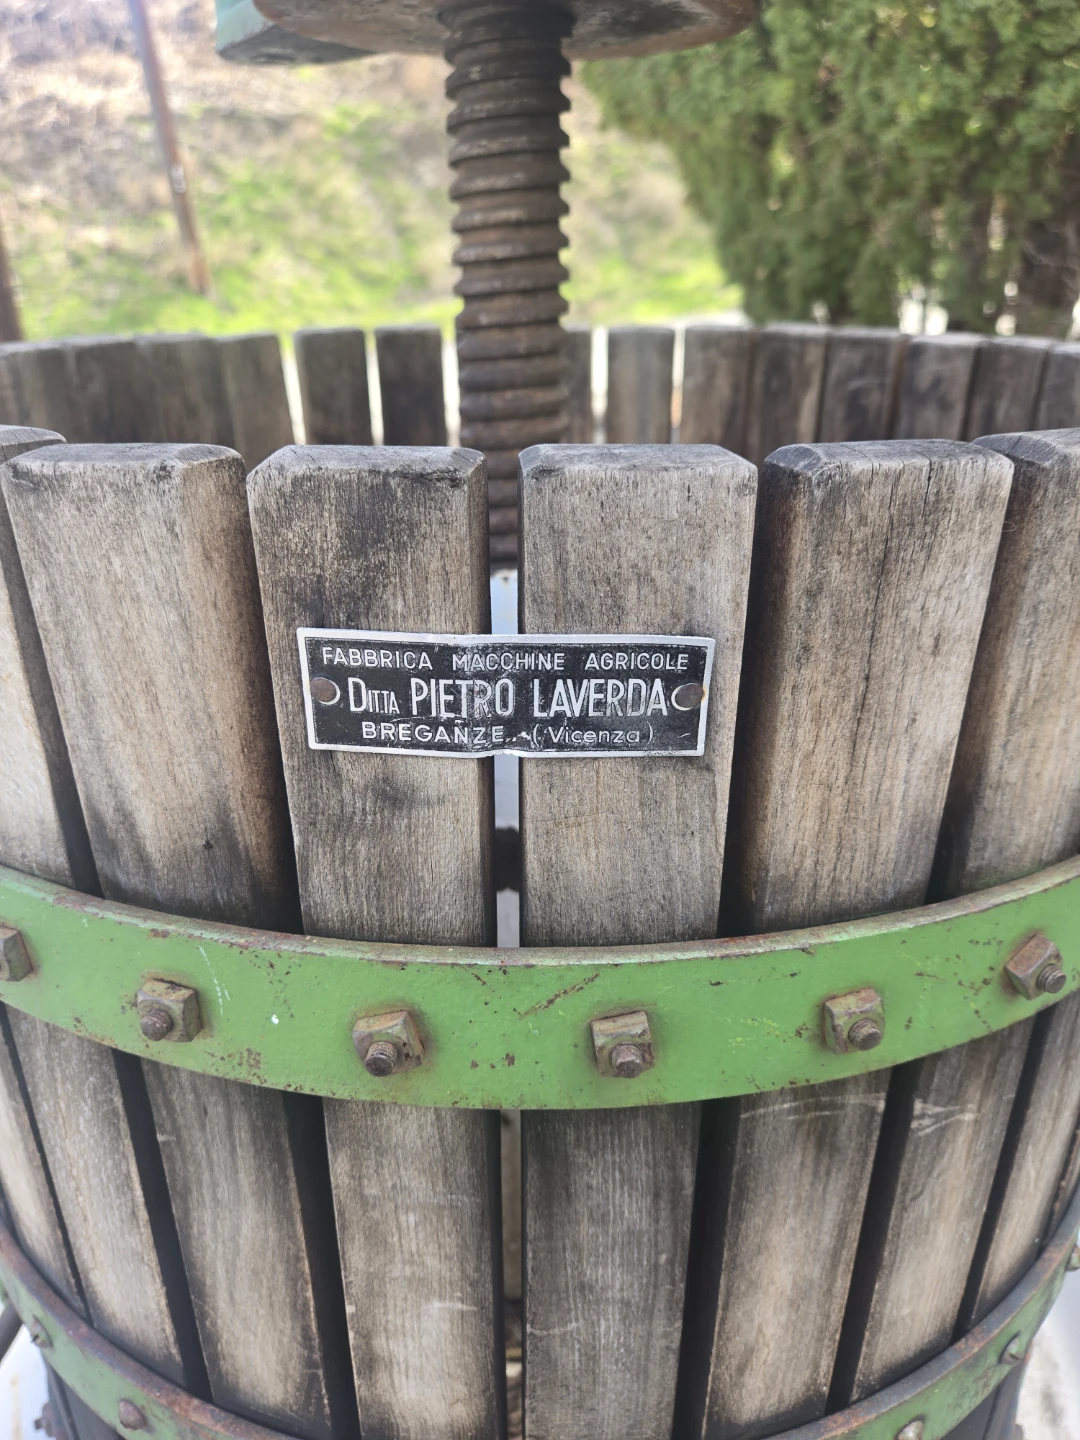 FABBRICA MACCHINE AGRICOLE
DITTA PIETRO LAVERDA
BREGANZE (Vicenza)